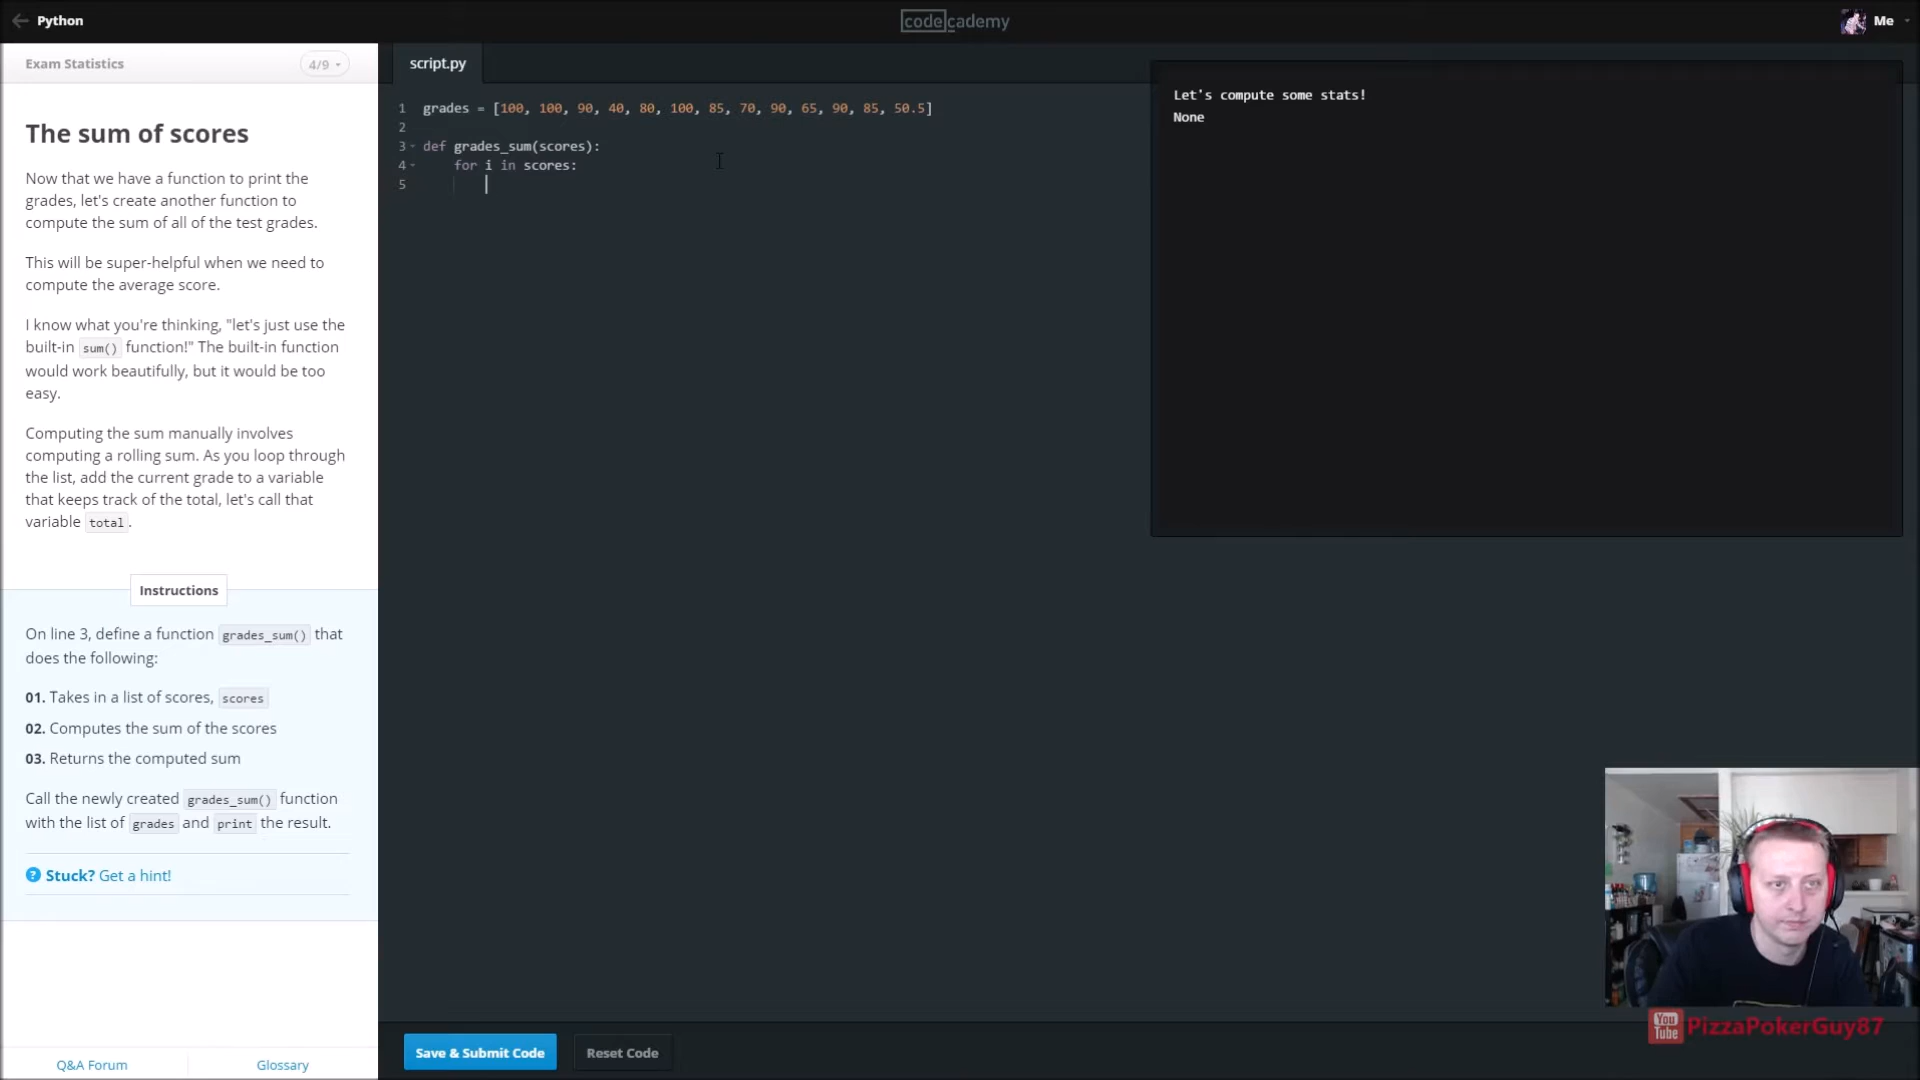 Python
codecademy
Me
Exam Statistics
4/9
script.py
The sum of scores
Now that we have a function to print the
grades, let's create another function to
compute the sum of all of the test grades.
This will be super-helpful when we need to
compute the average score.
I know what you're thinking, "let's just use the
built-in sum() function!" The built-in function
would work beautifully, but it would be too
easy.
Computing the sum manually involves
computing a rolling sum. As you loop through
the list, add the current grade to a variable
that keeps track of the total, let's call that
variable total.
Instructions
On line 3, define a function grades_sum() that
does the following:
01. Takes in a list of scores, scores
02. Computes the sum of the scores
03. Returns the computed sum
Call the newly created grades_sum() function
with the list of grades and print the result.
? Stuck? Get a hint!
Q&A Forum
Glossary
1 grades = [100, 100, 90, 40, 80, 100, 85, 70, 90, 65, 90, 85, 50.5]
2
3 def grades_sum(scores):
4 for i in scores:
5
Let's compute some stats!
None
Save & Submit Code
Reset Code
You Tube PizzaPokerGuy87